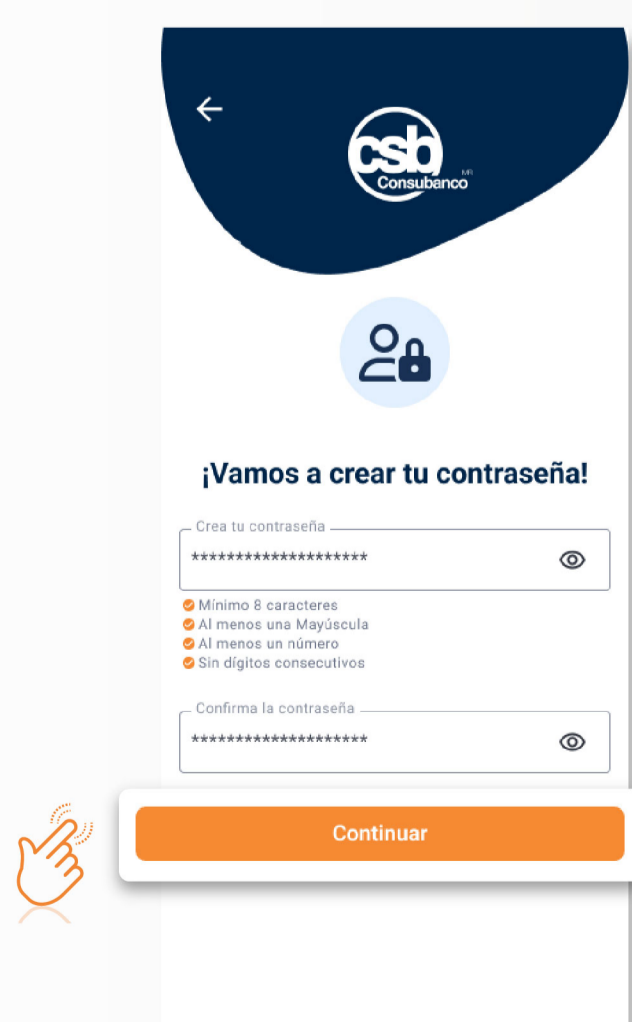 csb
Consubanco
MR
¡Vamos a crear tu contraseña!
Crea tu contraseña
********************
Mínimo 8 caracteres
Al menos una Mayúscula
Al menos un número
Sin dígitos consecutivos
Confirma la contraseña
********************
Continuar